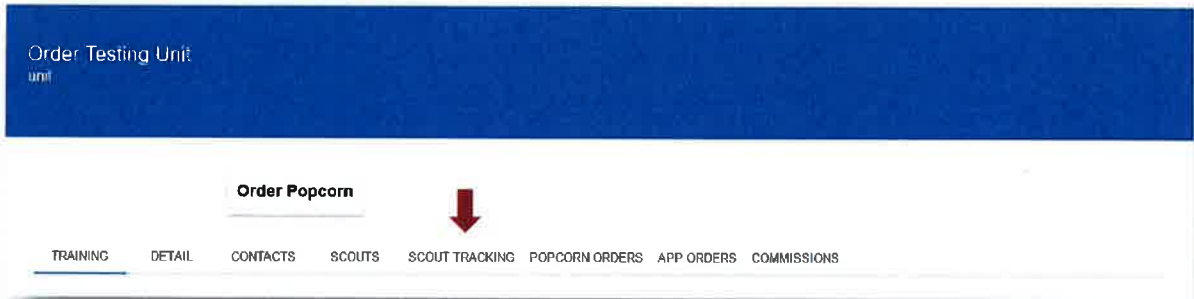 Order Testing Unit
unit
Order Popcorn
TRAINING DETAIL CONTACTS SCOUTS SCOUT TRACKING POPCORN ORDERS APP ORDERS COMMISSIONS